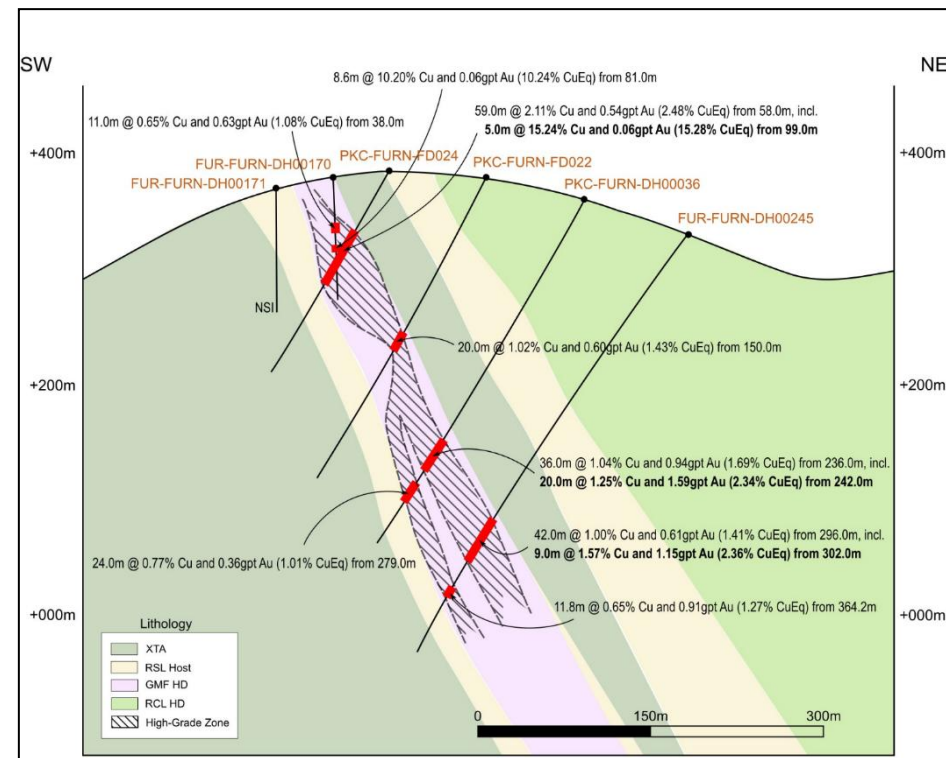 SW
NE
8.6m @ 10.20% Cu and 0.06gpt Au (10.24% CuEq) from 81.0m
11.0m @ 0.65% Cu and 0.63gpt Au (1.08% CuEq) from 38.0m
59.0m @ 2.11% Cu and 0.54gpt Au (2.48% CuEq) from 58.0m, incl.
5.0m @ 15.24% Cu and 0.06gpt Au (15.28% CuEq) from 99.0m
+400m
+400m
FUR-FURN-DH00170
PKC-FURN-FD024
PKC-FURN-FD022
FUR-FURN-DH00171
PKC-FURN-DH00036
FUR-FURN-DH00245
NSI
20.0m @ 1.02% Cu and 0.60gpt Au (1.43% CuEq) from 150.0m
+200m
+200m
36.0m @ 1.04% Cu and 0.94gpt Au (1.69% CuEq) from 236.0m, incl.
20.0m @ 1.25% Cu and 1.59gpt Au (2.34% CuEq) from 242.0m
42.0m @ 1.00% Cu and 0.61gpt Au (1.41% CuEq) from 296.0m, incl.
9.0m @ 1.57% Cu and 1.15gpt Au (2.36% CuEq) from 302.0m
24.0m @ 0.77% Cu and 0.36gpt Au (1.01% CuEq) from 279.0m
11.8m @ 0.65% Cu and 0.91gpt Au (1.27% CuEq) from 364.2m
+000m
+000m
Lithology
XTA
RSL Host
GMF HD
RCL HD
High-Grade Zone
0
150m
300m